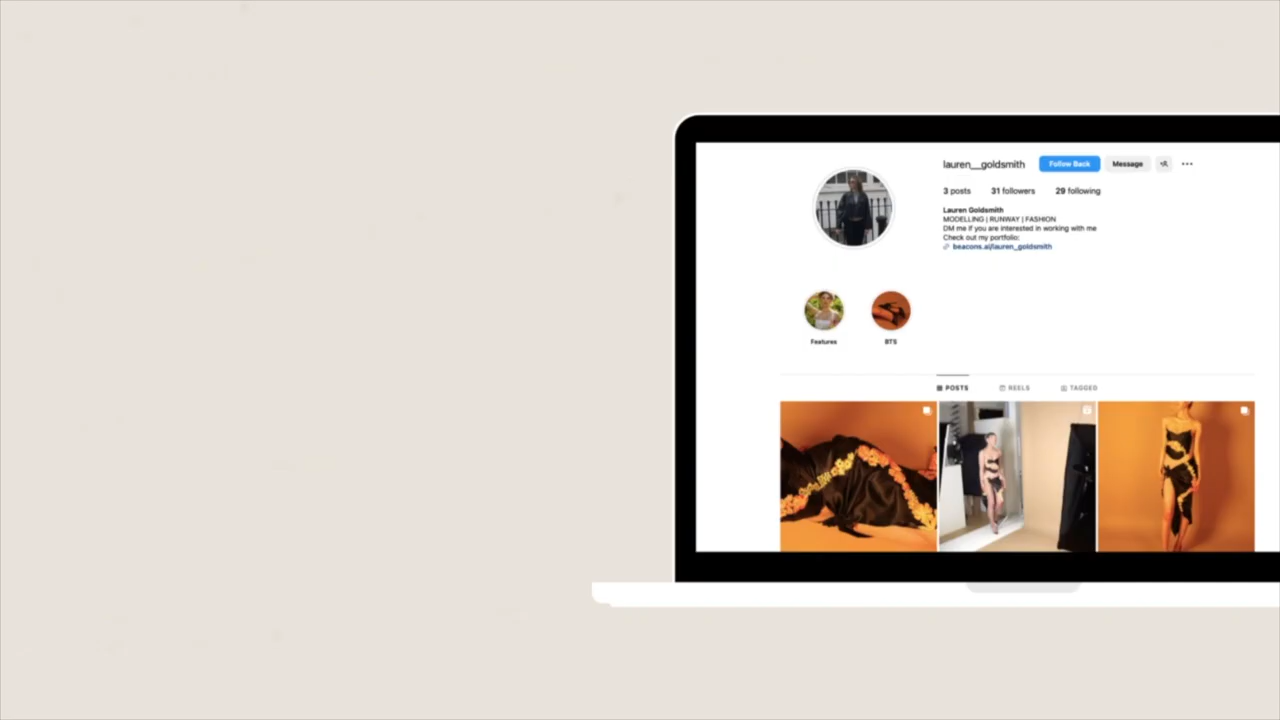 lauren__goldsmith Follow Back Message
3 posts 31 followers 29 following
Lauren Goldsmith
MODELLING | RUNWAY | FASHION
DM me if you are interested in working with me
Check out my portfolio:
beacons.ai/lauren_goldsmith
Features BTS
POSTS REELS TAGGED